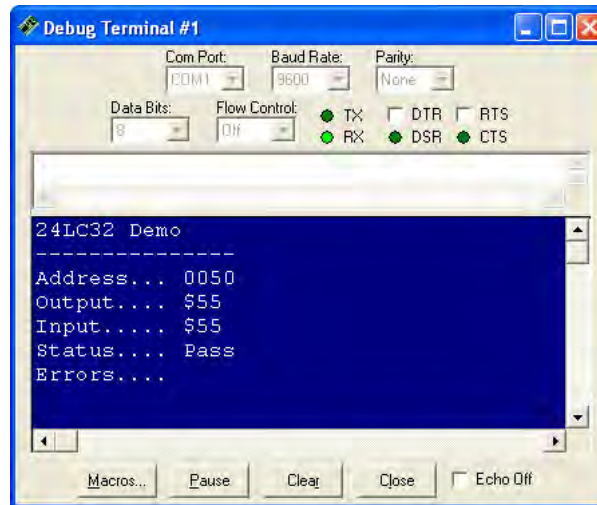 Debug Terminal #1
Com Port: Baud Rate: Parity:
COM1 9600 None
Data Bits: Flow Control: TX DTR RTS
8 Off RX DSR CTS
24LC32 Demo
---------------
Address... 0050
Output.... $55
Input..... $55
Status.... Pass
Errors....
Macros... Pause Clear Close Echo Off